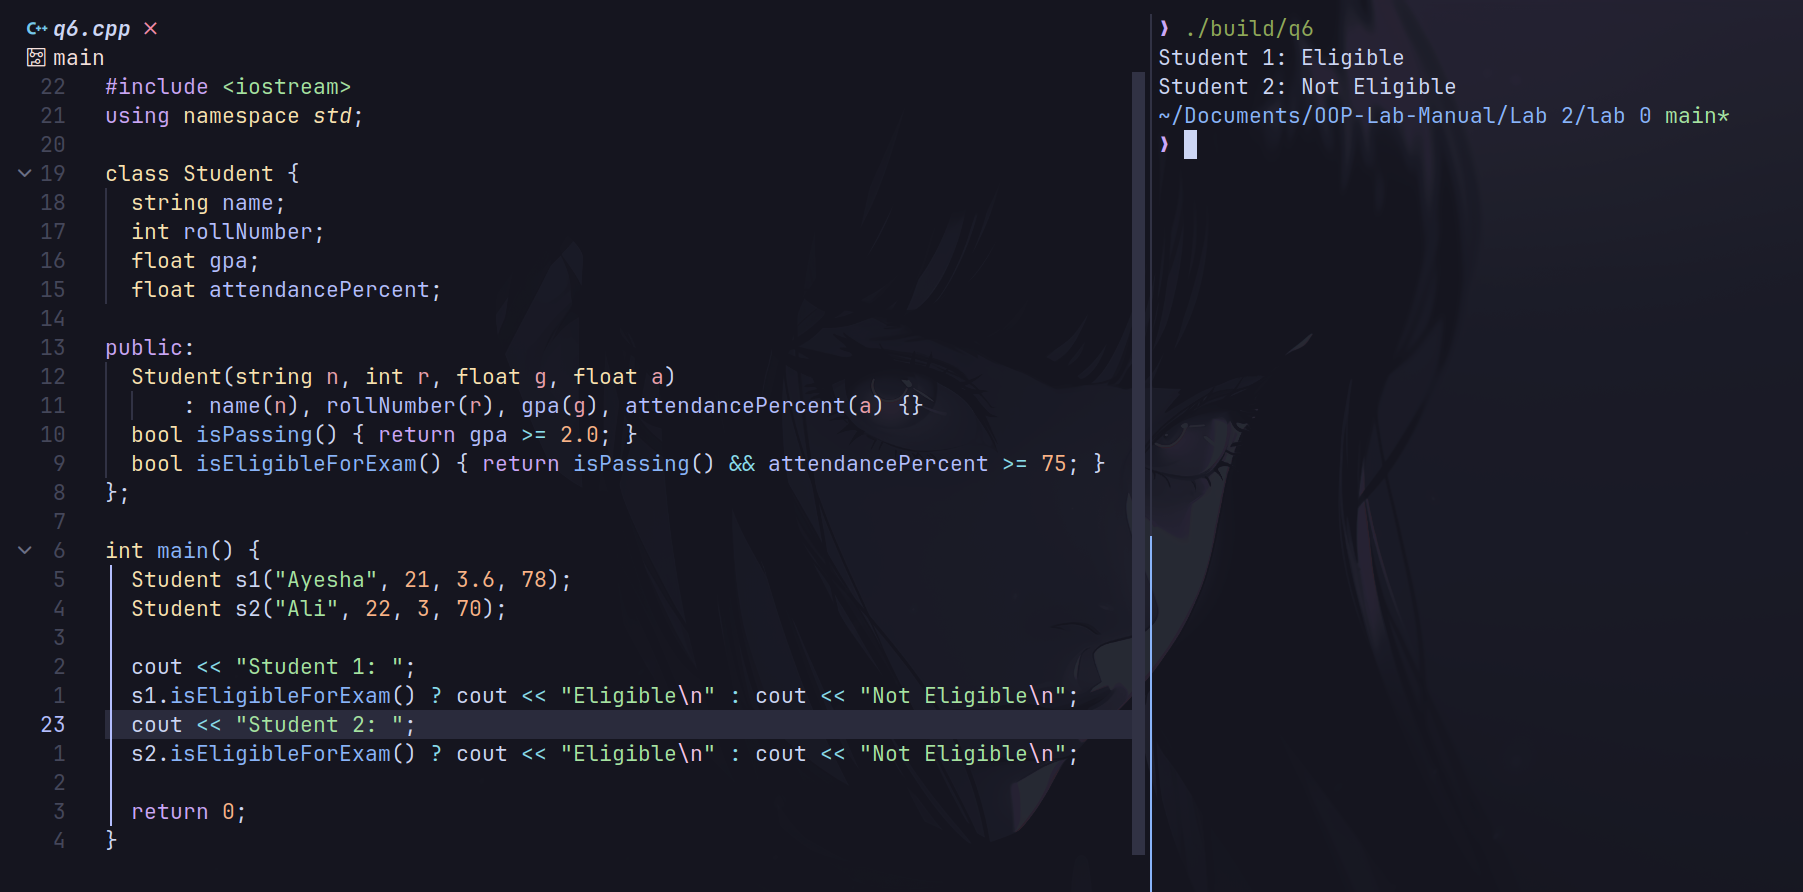 C++ q6.cpp ×
main
22 #include <iostream>
21 using namespace std;
20
19 class Student {
18 string name;
17 int rollNumber;
16 float gpa;
15 float attendancePercent;
14
13 public:
12 Student(string n, int r, float g, float a)
11 : name(n), rollNumber(r), gpa(g), attendancePercent(a) {}
10 bool isPassing() { return gpa >= 2.0; }
9 bool isEligibleForExam() { return isPassing() && attendancePercent >= 75; }
8 };
7
6 int main() {
5 Student s1("Ayesha", 21, 3.6, 78);
4 Student s2("Ali", 22, 3, 70);
3
2 cout << "Student 1: ";
1 s1.isEligibleForExam() ? cout << "Eligible\n" : cout << "Not Eligible\n";
23 cout << "Student 2: ";
1 s2.isEligibleForExam() ? cout << "Eligible\n" : cout << "Not Eligible\n";
2
3 return 0;
4 }
❯ ./build/q6
Student 1: Eligible
Student 2: Not Eligible
~/Documents/OOP-Lab-Manual/Lab 2/lab 0 main*
❯